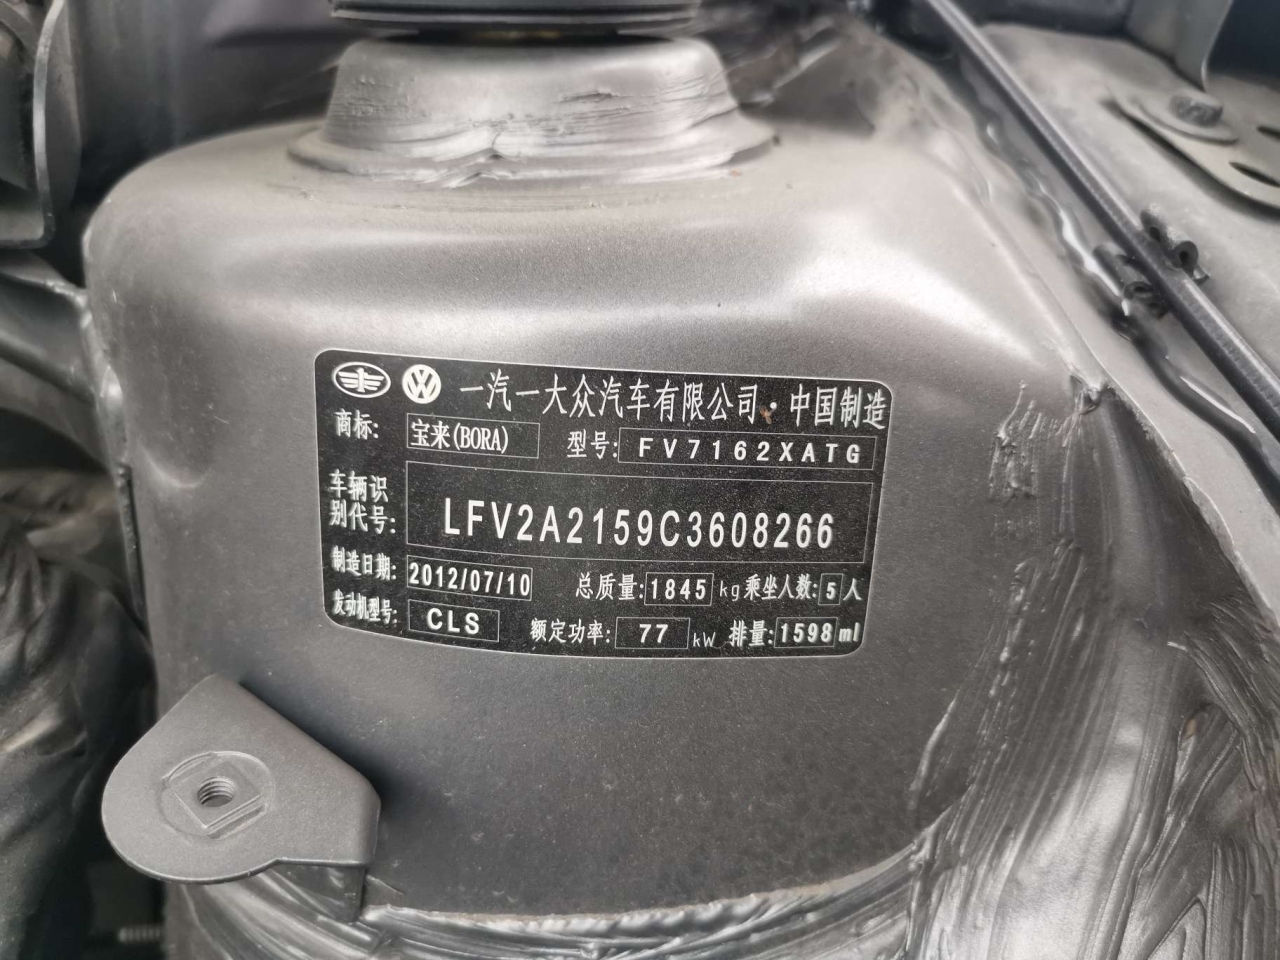 一汽一大众汽车有限公司·中国制造
商标: 宝来(BORA) 型号: FV7162XATG
车辆识别代号: LFV2A2159C3608266
制造日期: 2012/07/10 总质量: 1845 kg 乘坐人数: 5 人
发动机型号: CLS 额定功率: 77 kW 排量: 1598 ml